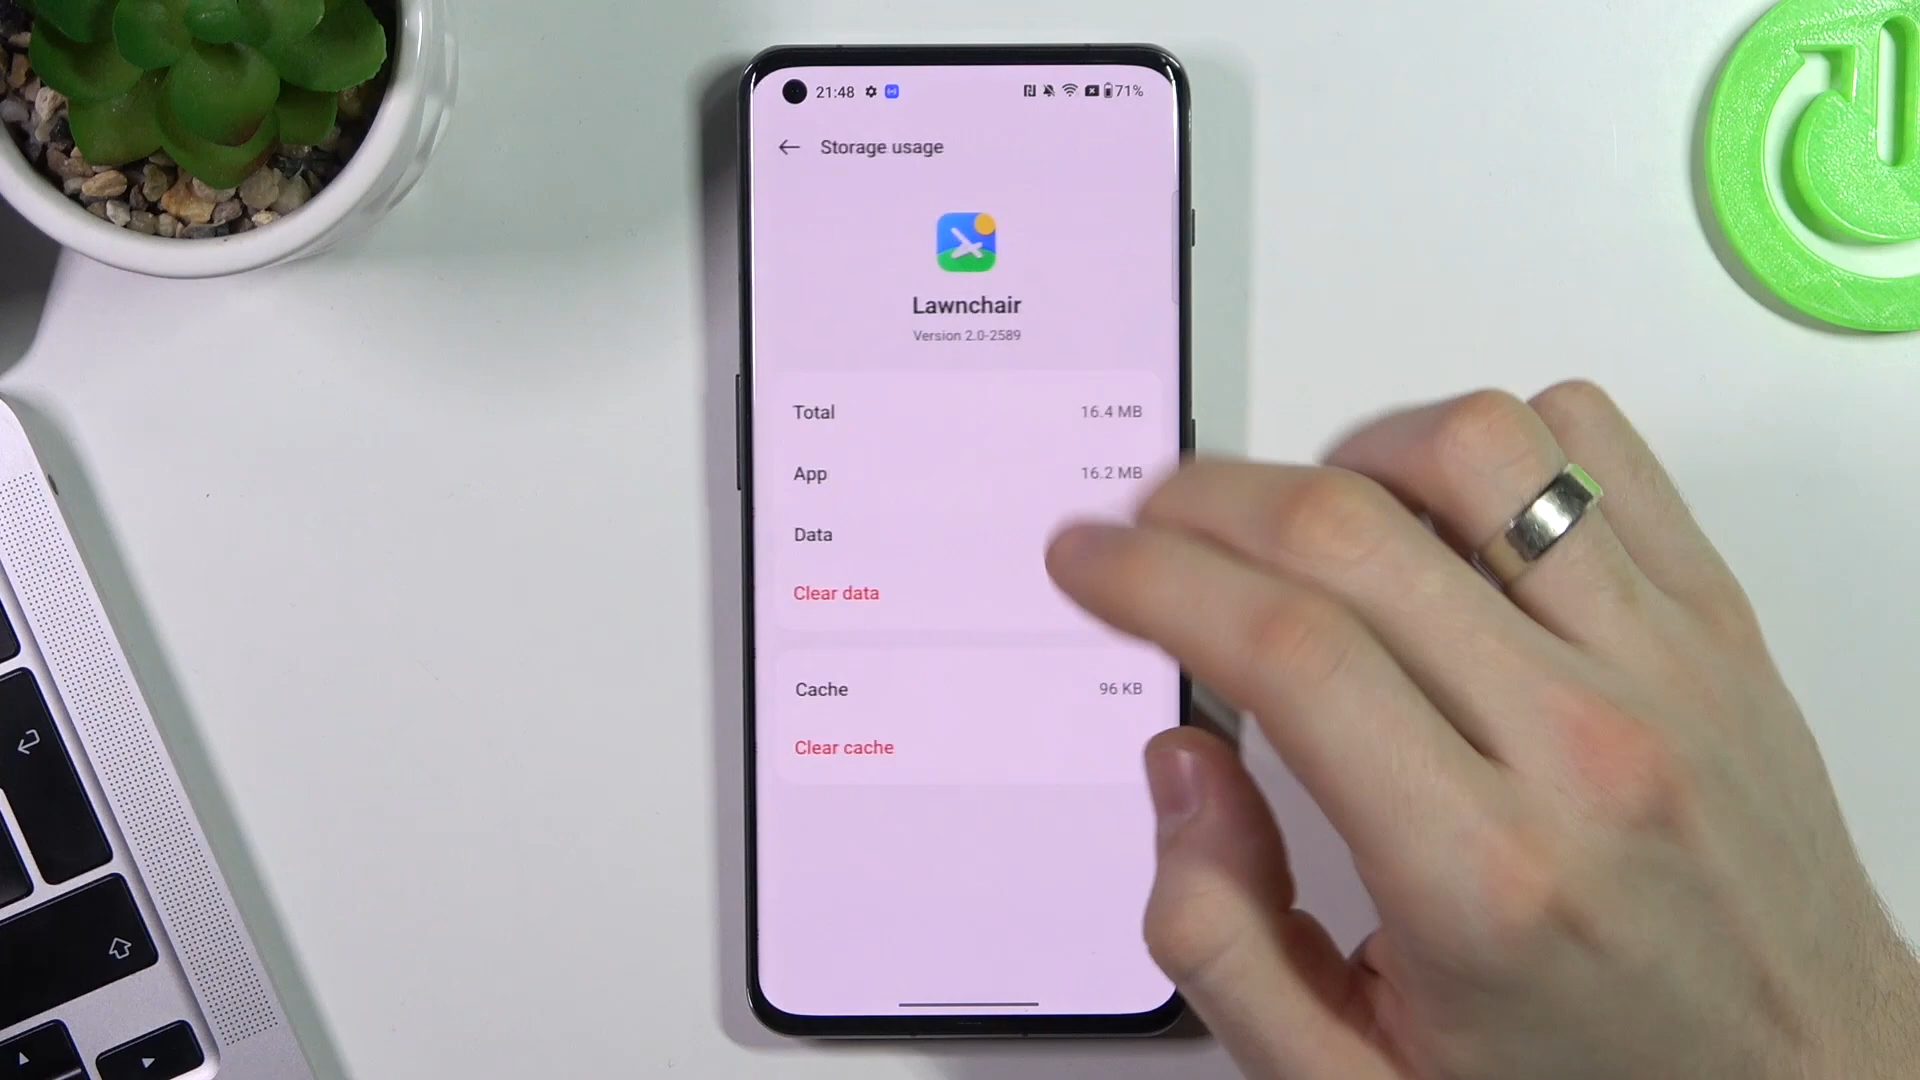 21:48
71%
Storage usage
Lawnchair
Version 2.0-2589
Total 16.4 MB
App 16.2 MB
Data
Clear data
Cache 96 KB
Clear cache